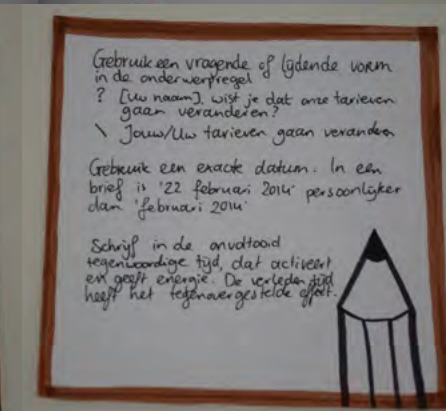 Gebruik een vragende of lijdende vorm
in de onderwerpregel
? [Uw naam], wist je dat onze tarieven
gaan veranderen?
\ Jouw/Uw tarieven gaan veranderen
Gebruik een exacte datum. In een
brief is '22 februari 2014' persoonlijker
dan 'februari 2014'
Schrijf in de onvoltooid
tegenwoordige tijd, dat activeert
en geeft energie. De verleden tijd
heeft het tegenovergestelde effect.